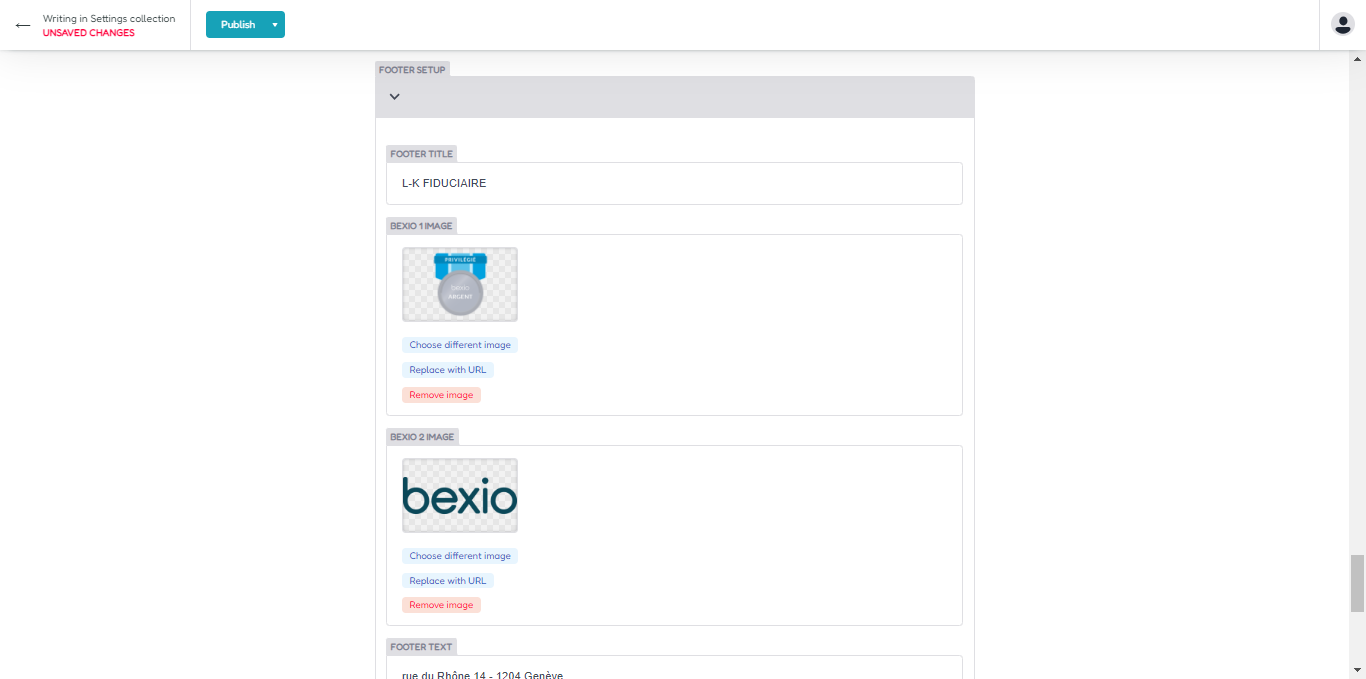 Writing in Settings collection
UNSAVED CHANGES
Publish
FOOTER SETUP
FOOTER TITLE
L-K FIDUCIAIRE
BEXIO 1 IMAGE
PRIVILÉGIÉ
bexio
ARGENT
Choose different image
Replace with URL
Remove image
BEXIO 2 IMAGE
bexio
Choose different image
Replace with URL
Remove image
FOOTER TEXT
rue du Rhône 14 - 1204 Genève